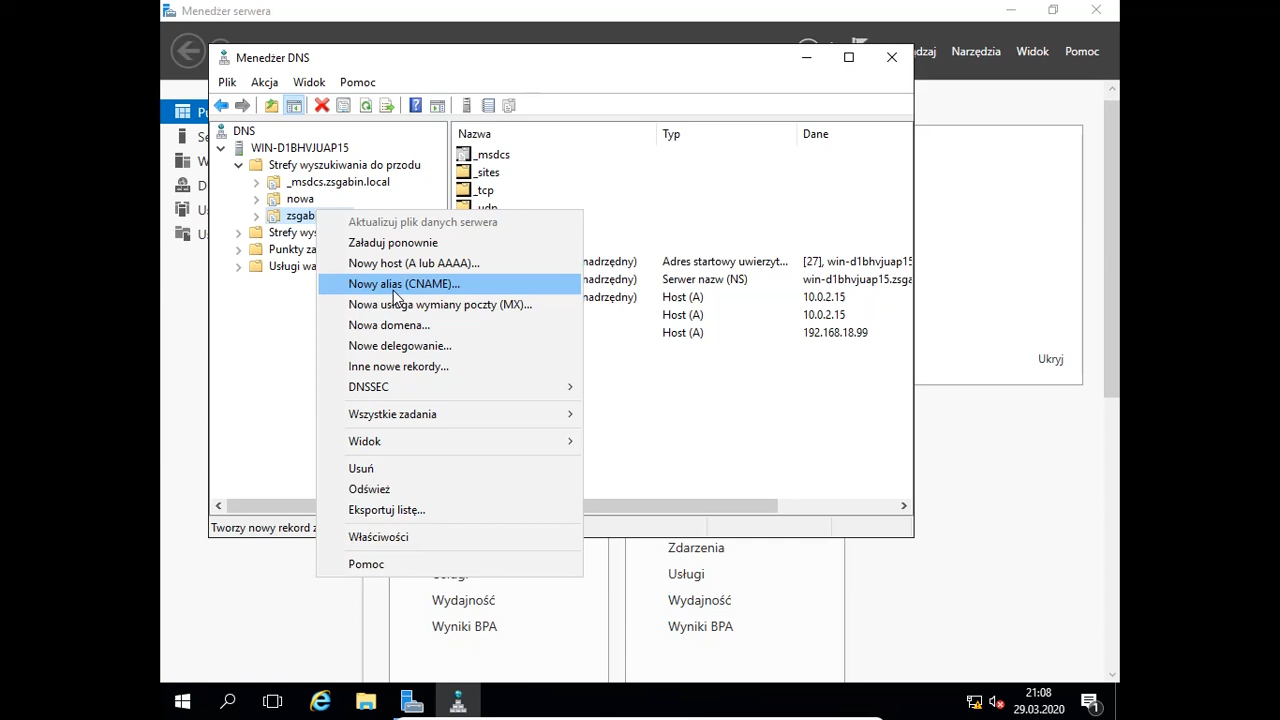 Menedżer serwera
ządzaj
Narzędzia
Widok
Pomoc
Menedżer DNS
Plik
Akcja
Widok
Pomoc
DNS
WIN-D1BHVJUAP15
Strefy wyszukiwania do przodu
_msdcs.zsgabin.local
nowa
zsgab
Strefy wys
Punkty za
Usługi wa
Nazwa
Typ
Dane
_msdcs
_sites
_tcp
_udp
nadrzędny)
Adres startowy uwierzyt...
[27], win-d1bhvjuap15
nadrzędny)
Serwer nazw (NS)
win-d1bhvjuap15.zsga
nadrzędny)
Host (A)
10.0.2.15
Host (A)
10.0.2.15
Host (A)
192.168.18.99
Aktualizuj plik danych serwera
Załaduj ponownie
Nowy host (A lub AAAA)...
Nowy alias (CNAME)...
Nowa usługa wymiany poczty (MX)...
Nowa domena...
Nowe delegowanie...
Inne nowe rekordy...
DNSSEC
Wszystkie zadania
Widok
Usuń
Odśwież
Eksportuj listę...
Właściwości
Pomoc
Tworzy nowy rekord z
Ukryj
Usługi
Wydajność
Wyniki BPA
Zdarzenia
Usługi
Wydajność
Wyniki BPA
21:08
29.03.2020
1